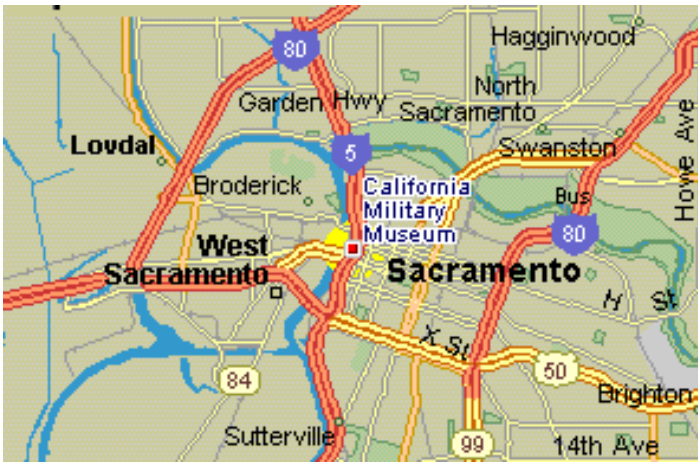 Hagginwood
80
North
Garden Hwy
Sacramento
Howe Ave
Lovdal
5
Swanston
Broderick
California
Military
Museum
Bus
80
West
Sacramento
Sacramento
H St
X St
84
50
Brighton
Sutterville
99
14th Ave